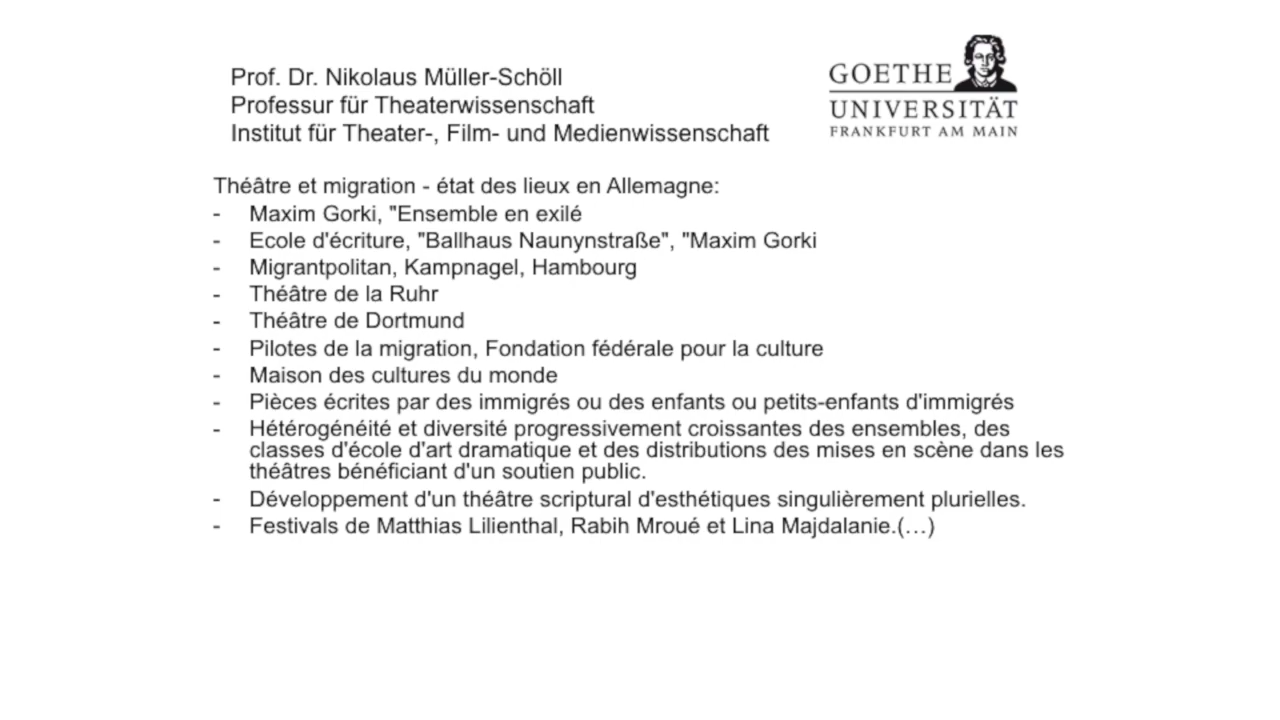 Prof. Dr. Nikolaus Müller-Schöll
Professur für Theaterwissenschaft
Institut für Theater-, Film- und Medienwissenschaft
GOETHE
UNIVERSITÄT
FRANKFURT AM MAIN
Théâtre et migration - état des lieux en Allemagne:
- Maxim Gorki, "Ensemble en exilé
- Ecole d'écriture, "Ballhaus Naunynstraße", "Maxim Gorki
- Migrantpolitan, Kampnagel, Hambourg
- Théâtre de la Ruhr
- Théâtre de Dortmund
- Pilotes de la migration, Fondation fédérale pour la culture
- Maison des cultures du monde
- Pièces écrites par des immigrés ou des enfants ou petits-enfants d'immigrés
- Hétérogénéité et diversité progressivement croissantes des ensembles, des
classes d'école d'art dramatique et des distributions des mises en scène dans les
théâtres bénéficiant d'un soutien public.
- Développement d'un théâtre scriptural d'esthétiques singulièrement plurielles.
- Festivals de Matthias Lilienthal, Rabih Mroué et Lina Majdalanie.(…)